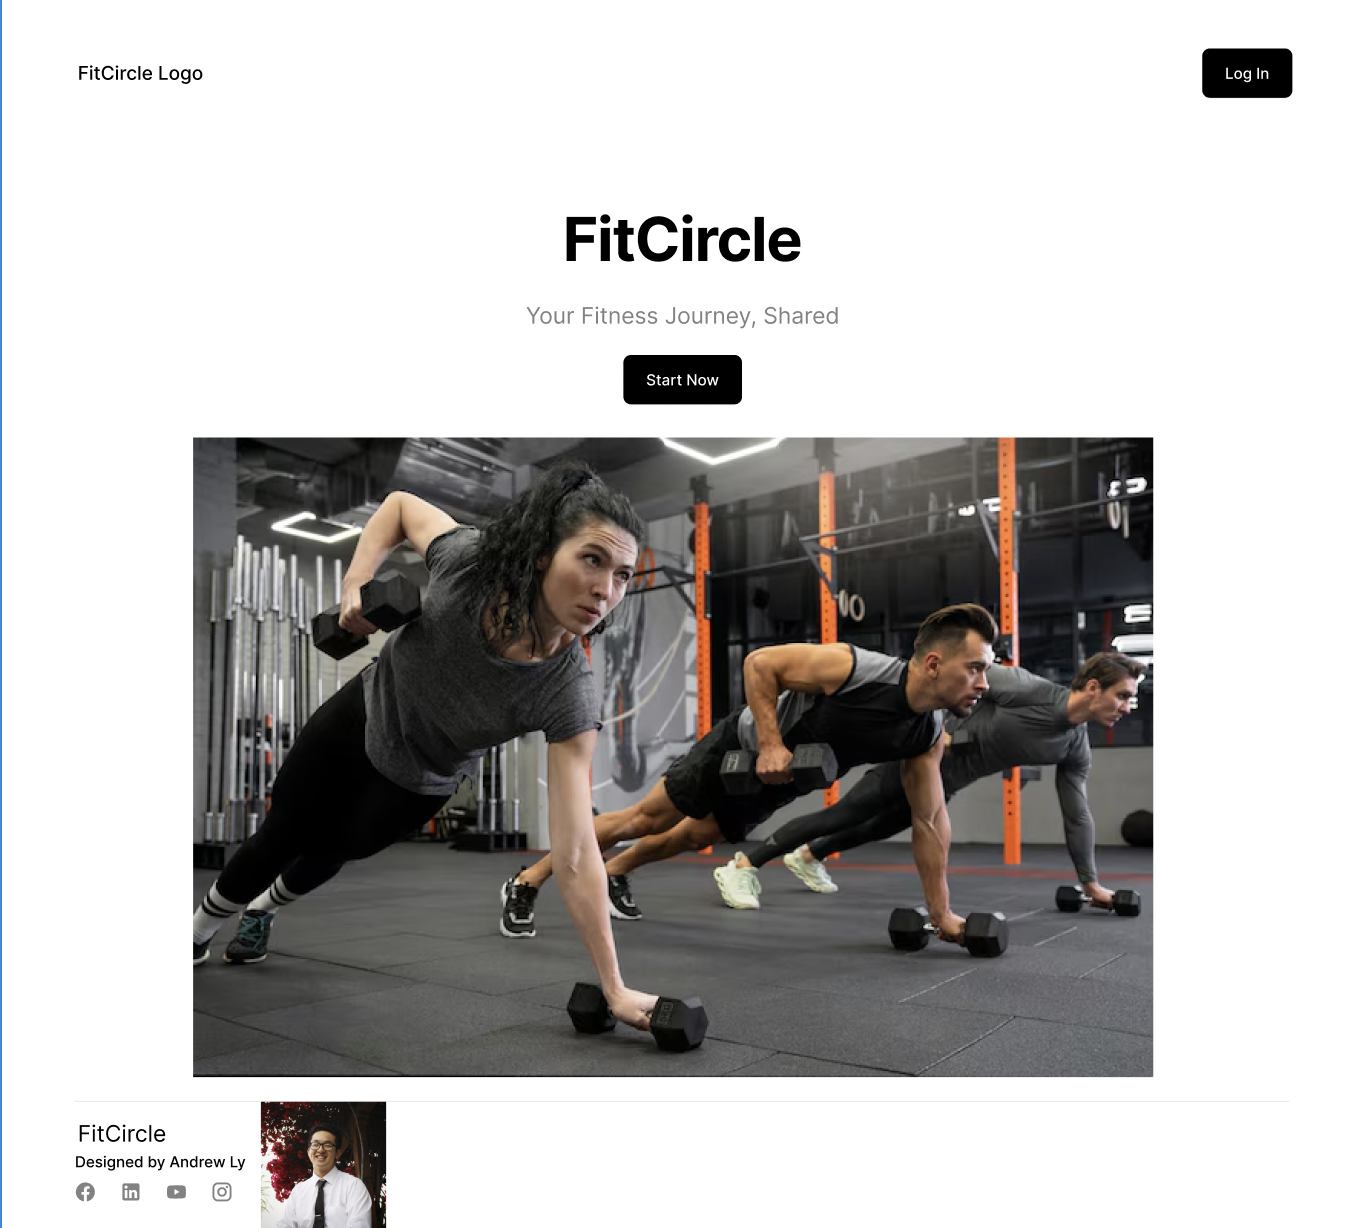 FitCircle Logo
Log In
FitCircle
Your Fitness Journey, Shared
Start Now
FitCircle
Designed by Andrew Ly